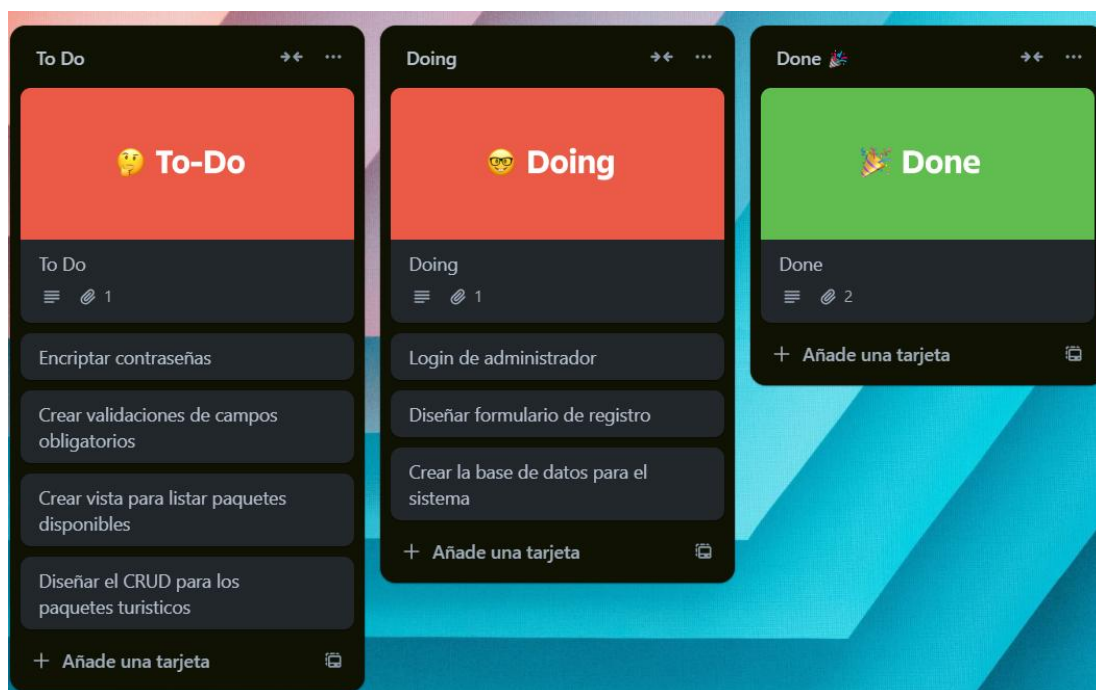 To Do
To-Do
To Do
1
Encriptar contraseñas
Crear validaciones de campos
obligatorios
Crear vista para listar paquetes
disponibles
Diseñar el CRUD para los
paquetes turisticos
+ Añade una tarjeta
Doing
Doing
Doing
1
Login de administrador
Diseñar formulario de registro
Crear la base de datos para el
sistema
+ Añade una tarjeta
Done 🎉
Done
Done
2
+ Añade una tarjeta